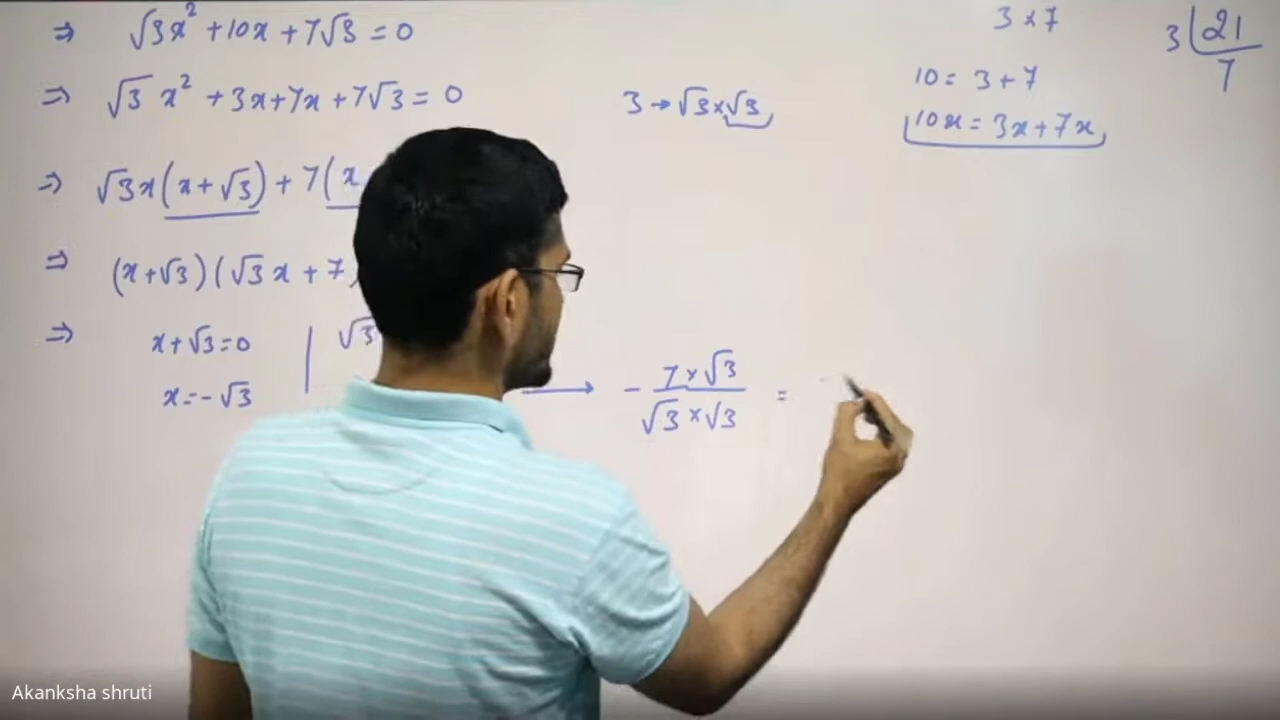 ⇒ √3x² + 10x + 7√3 = 0
⇒ √3 x² + 3x + 7x + 7√3 = 0
⇒ √3x(x + √3) + 7(x
⇒ (x + √3)(√3 x + 7)
⇒ x + √3 = 0 | √3
x = - √3
- 7 × √3 / √3 × √3 =
3 → √3 × √3
3 × 7
10 = 3 + 7
10x = 3x + 7x
3 | 21
7
Akanksha shruti